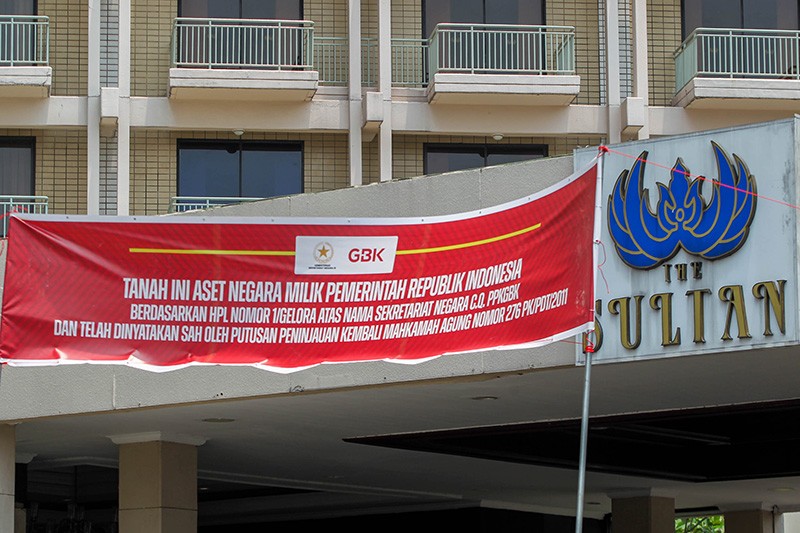 GBK
TANAH INI ASET NEGARA MILIK PEMERINTAH REPUBLIK INDONESIA
BERDASARKAN HPL NOMOR 1/GELORA ATAS NAMA SEKRETARIAT NEGARA C.Q. PPKGBK
DAN TELAH DINYATAKAN SAH OLEH PUTUSAN PENINJAUAN KEMBALI MAHKAMAH AGUNG NOMOR 276 PK/PDT/2011
THE
SULTAN